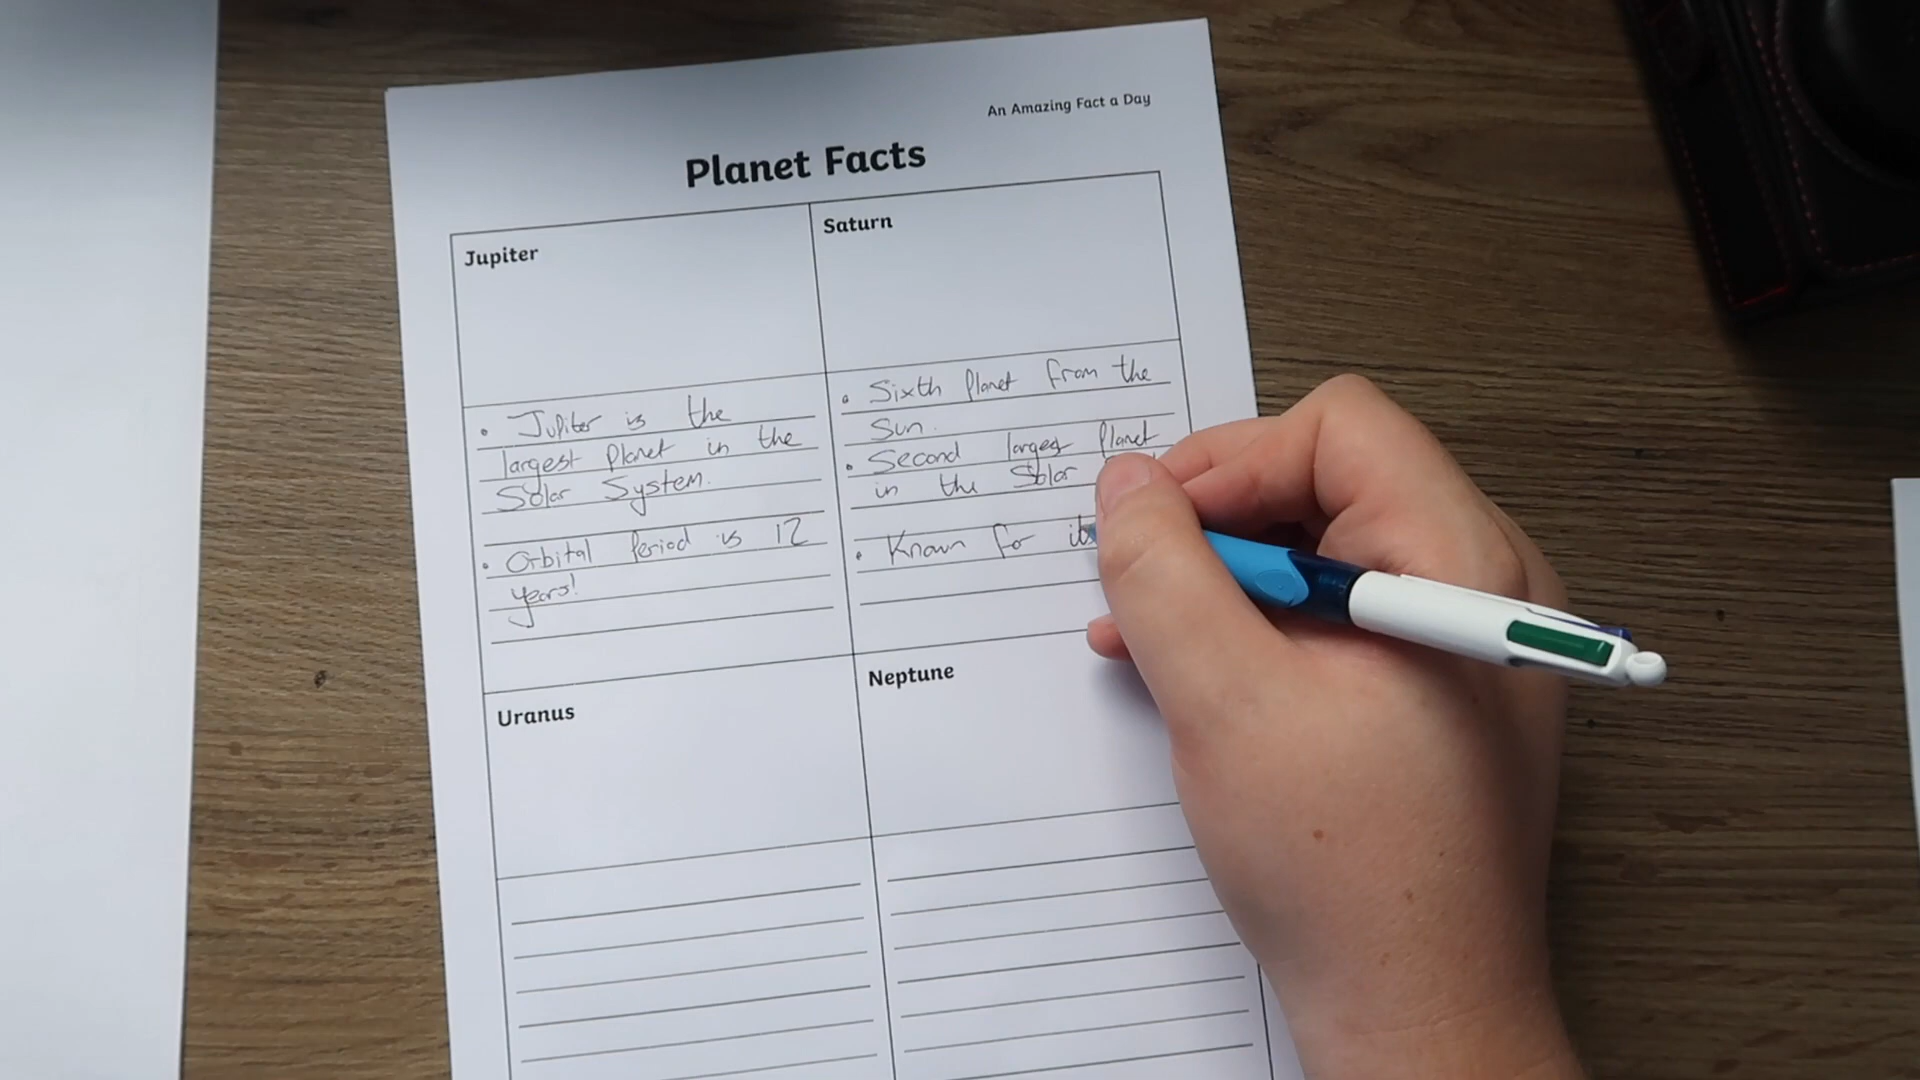 An Amazing Fact a Day
Planet Facts
Jupiter
• Jupiter is the
largest Planet in the
Solar System.
• Orbital Period is 12
years!
Saturn
• Sixth Planet from the
Sun.
• Second largest Planet
in the Solar
• Known for its
Uranus
Neptune